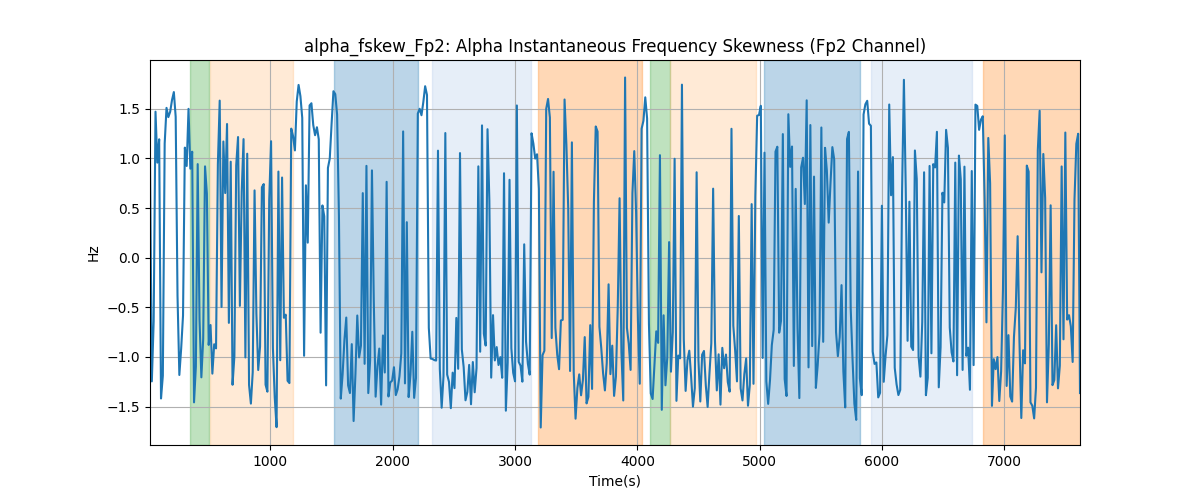 alpha_fskew_Fp2: Alpha Instantaneous Frequency Skewness (Fp2 Channel)
1.5
1.0
0.5
0.0
−0.5
−1.0
−1.5
Hz
1000 2000 3000 4000 5000 6000 7000
Time(s)